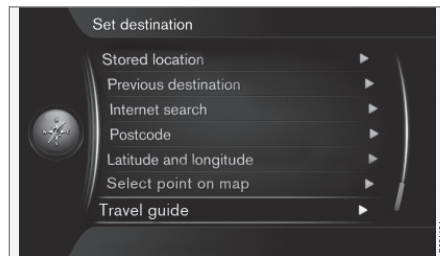 Set destination
Stored location
Previous destination
Internet search
Postcode
Latitude and longitude
Select point on map
Travel guide